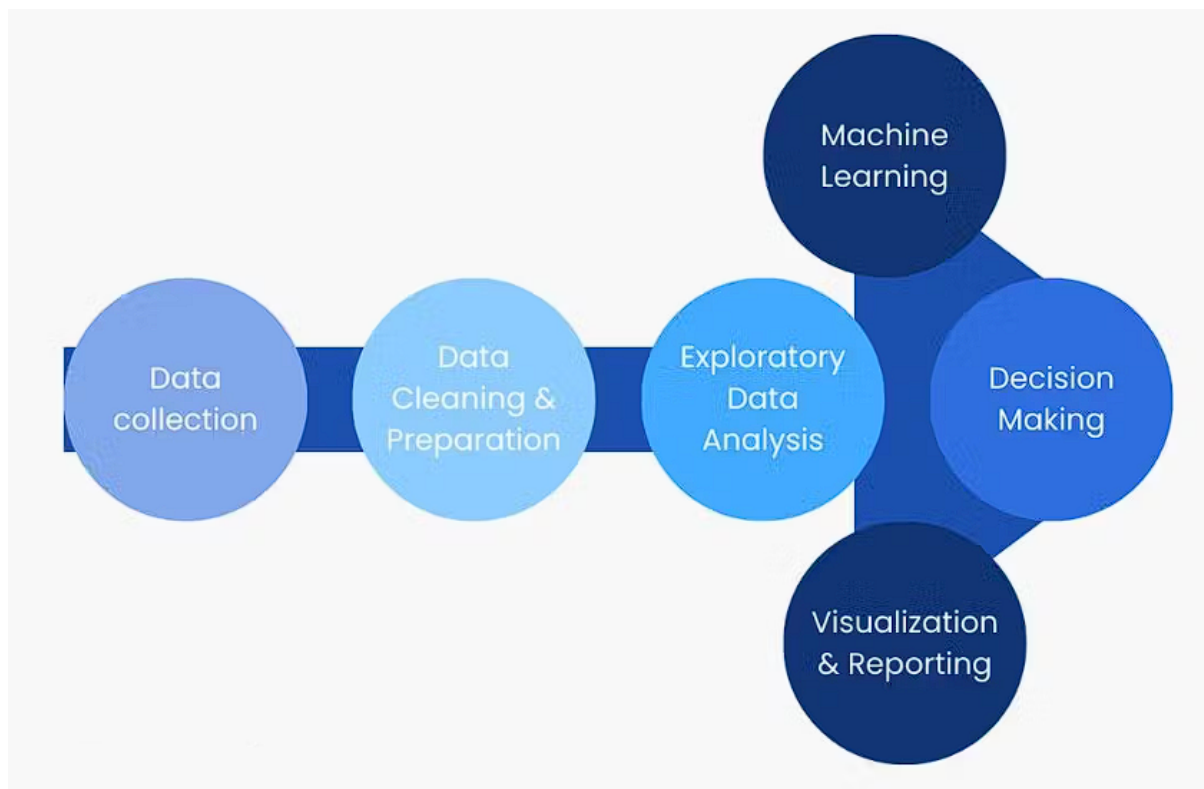 Machine
Learning
Data
collection
Data
Cleaning &
Preparation
Exploratory
Data
Analysis
Decision
Making
Visualization
& Reporting